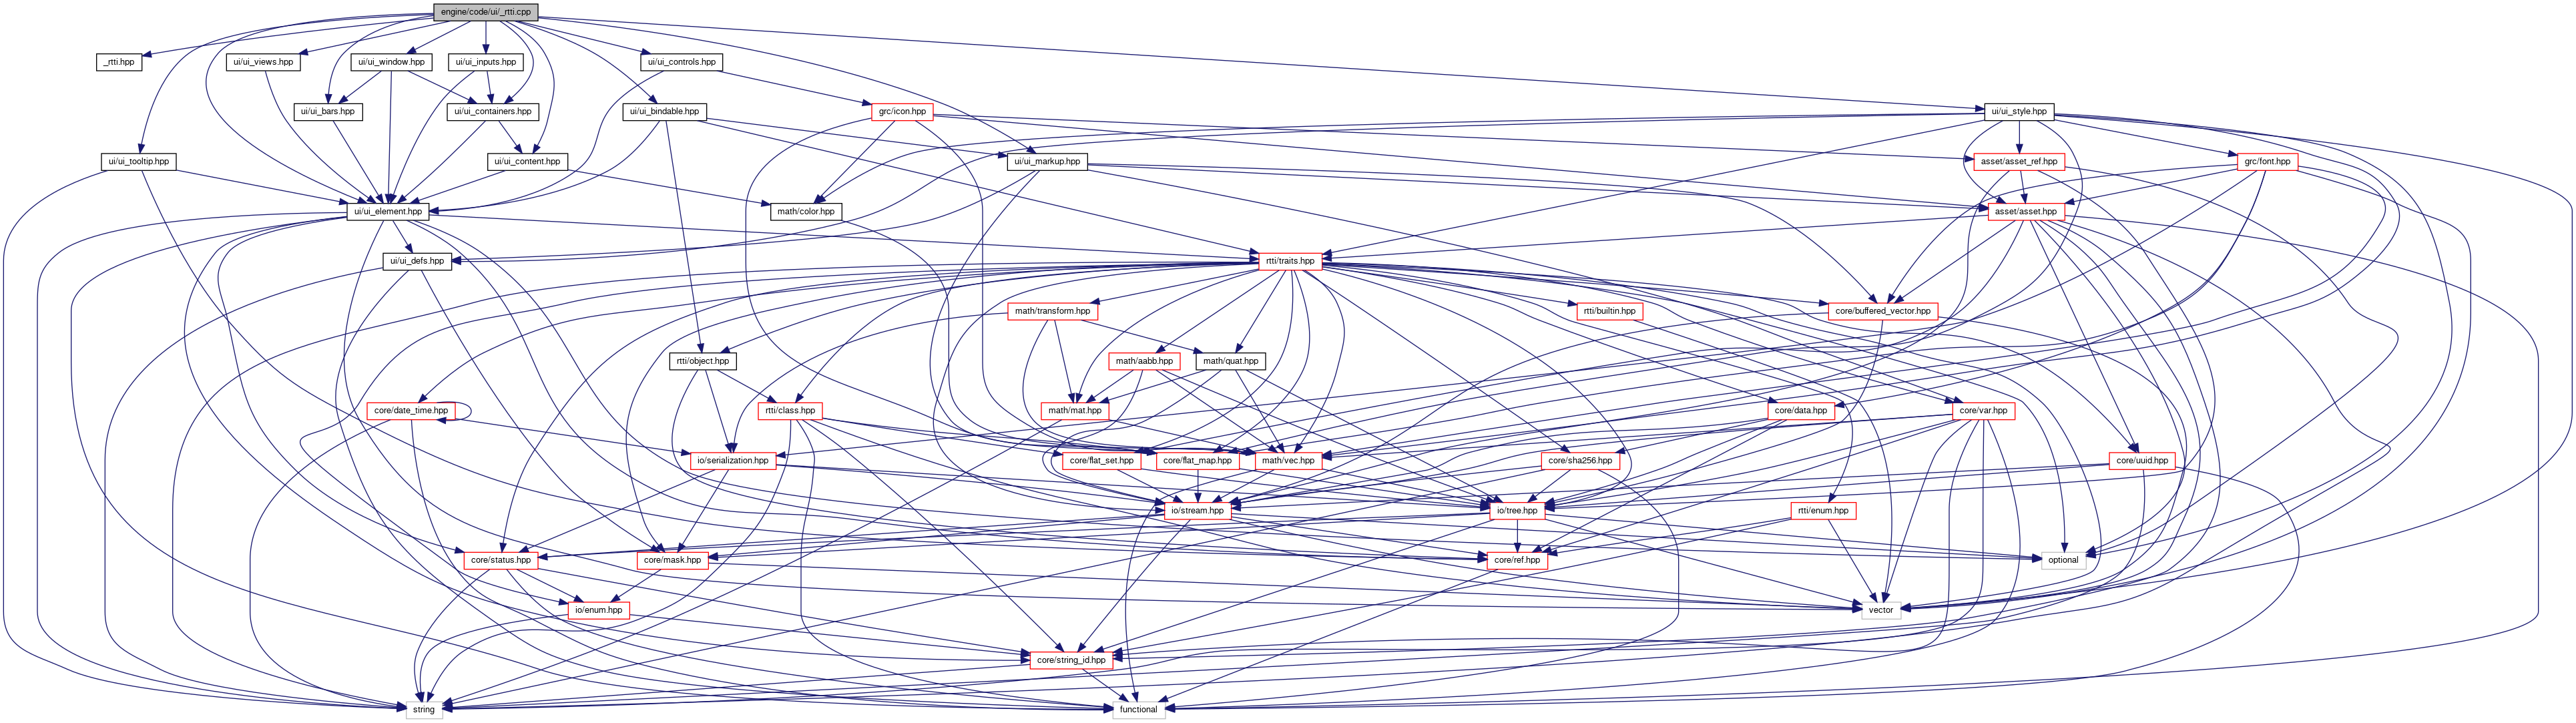 engine/code/ui/_rtti.cpp
_rtti.hpp
ui/ui_views.hpp
ui/ui_window.hpp
ui/ui_inputs.hpp
ui/ui_controls.hpp
ui/ui_bars.hpp
ui/ui_containers.hpp
ui/ui_bindable.hpp
grc/icon.hpp
ui/ui_style.hpp
ui/ui_tooltip.hpp
ui/ui_content.hpp
ui/ui_markup.hpp
asset/asset_ref.hpp
grc/font.hpp
ui/ui_element.hpp
math/color.hpp
asset/asset.hpp
ui/ui_defs.hpp
rtti/traits.hpp
math/transform.hpp
rtti/builtin.hpp
core/buffered_vector.hpp
rtti/object.hpp
math/aabb.hpp
math/quat.hpp
core/date_time.hpp
rtti/class.hpp
math/mat.hpp
core/data.hpp
core/var.hpp
io/serialization.hpp
core/flat_set.hpp
core/flat_map.hpp
math/vec.hpp
core/sha256.hpp
core/uuid.hpp
io/stream.hpp
io/tree.hpp
rtti/enum.hpp
core/status.hpp
core/mask.hpp
core/ref.hpp
optional
io/enum.hpp
vector
core/string_id.hpp
string
functional